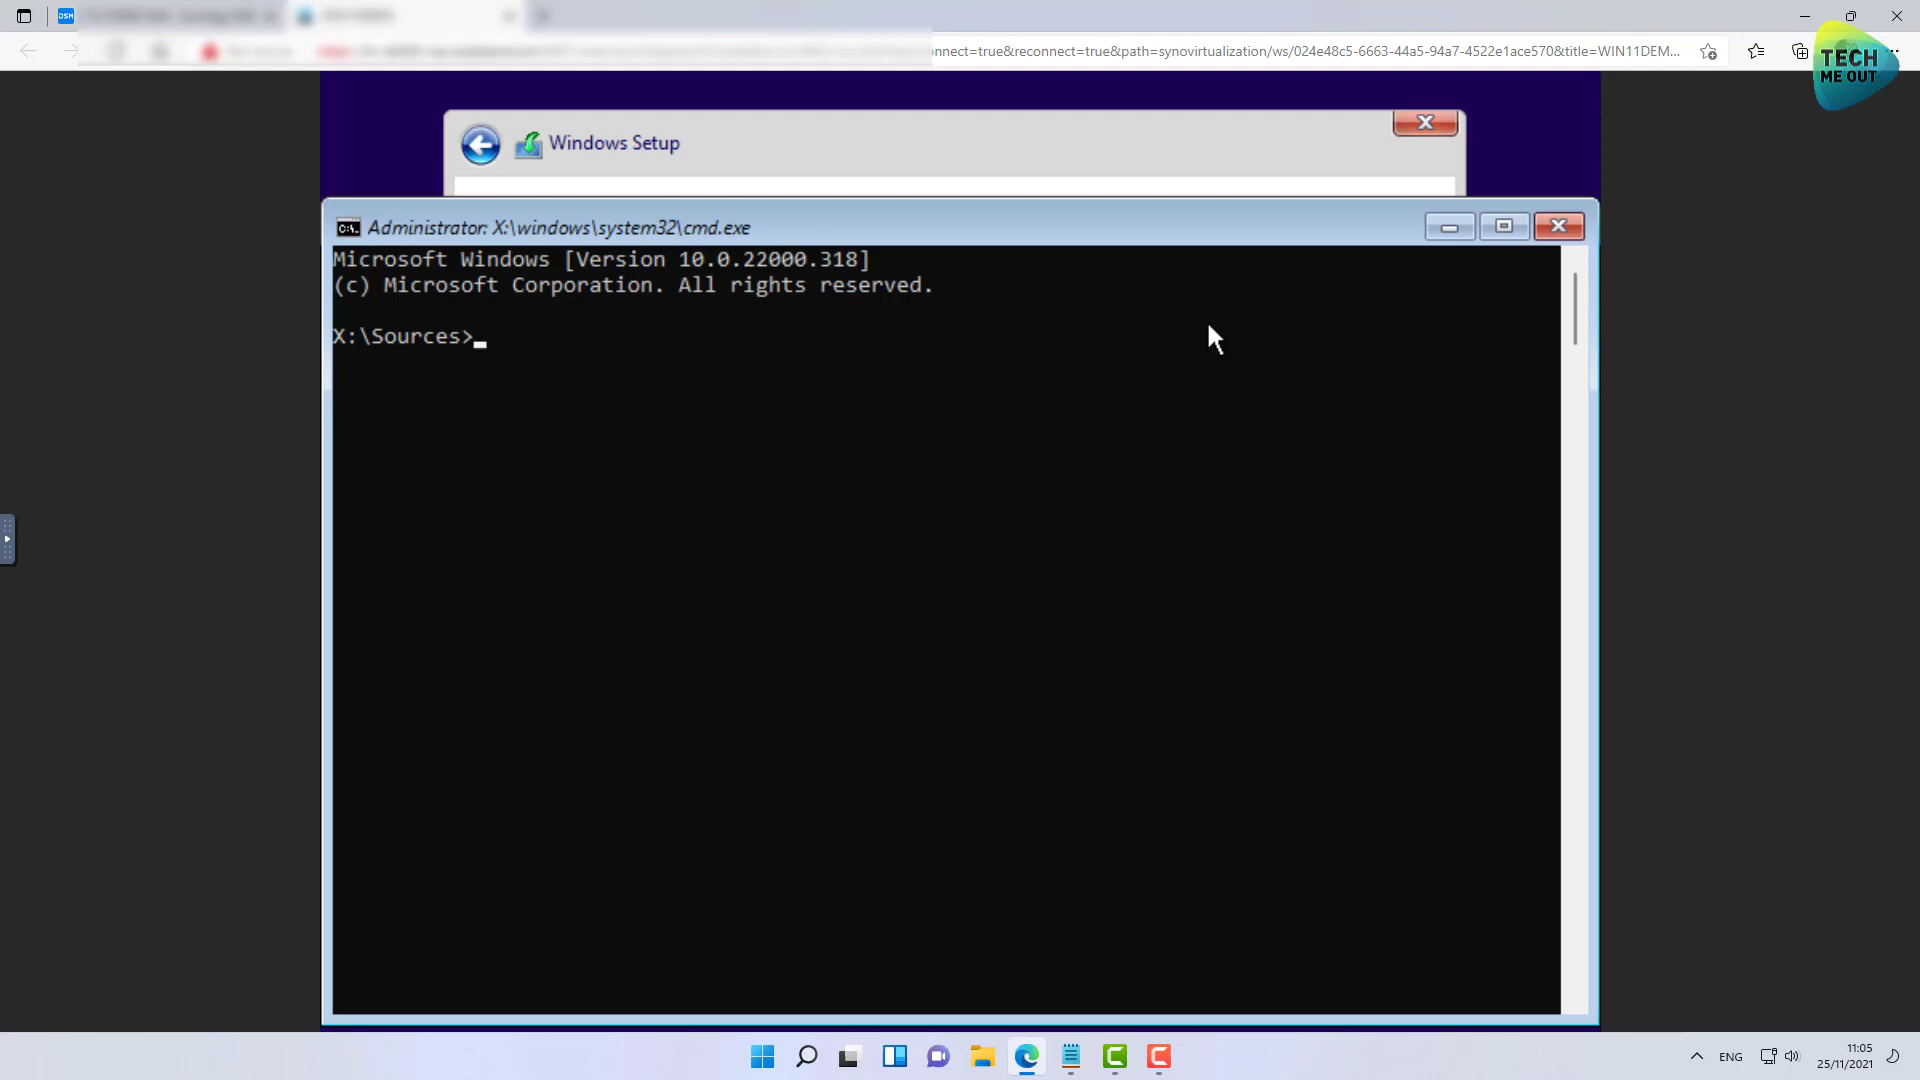 DSM
onnect=true&reconnect=true&path=synovirtualization/ws/024e48c5-6663-44a5-94a7-4522e1ace570&title=WIN11DEM...
TECH
ME OUT
Windows Setup
Administrator: X:\windows\system32\cmd.exe
Microsoft Windows [Version 10.0.22000.318]
(c) Microsoft Corporation. All rights reserved.
X:\Sources>
ENG
11:05
25/11/2021